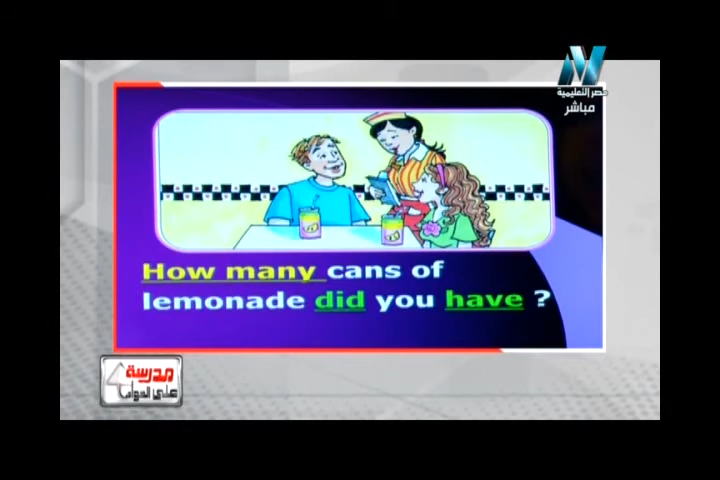 مصر التعليمية
مباشر
How many cans of
lemonade did you have ?
مدرسة
على الهواء